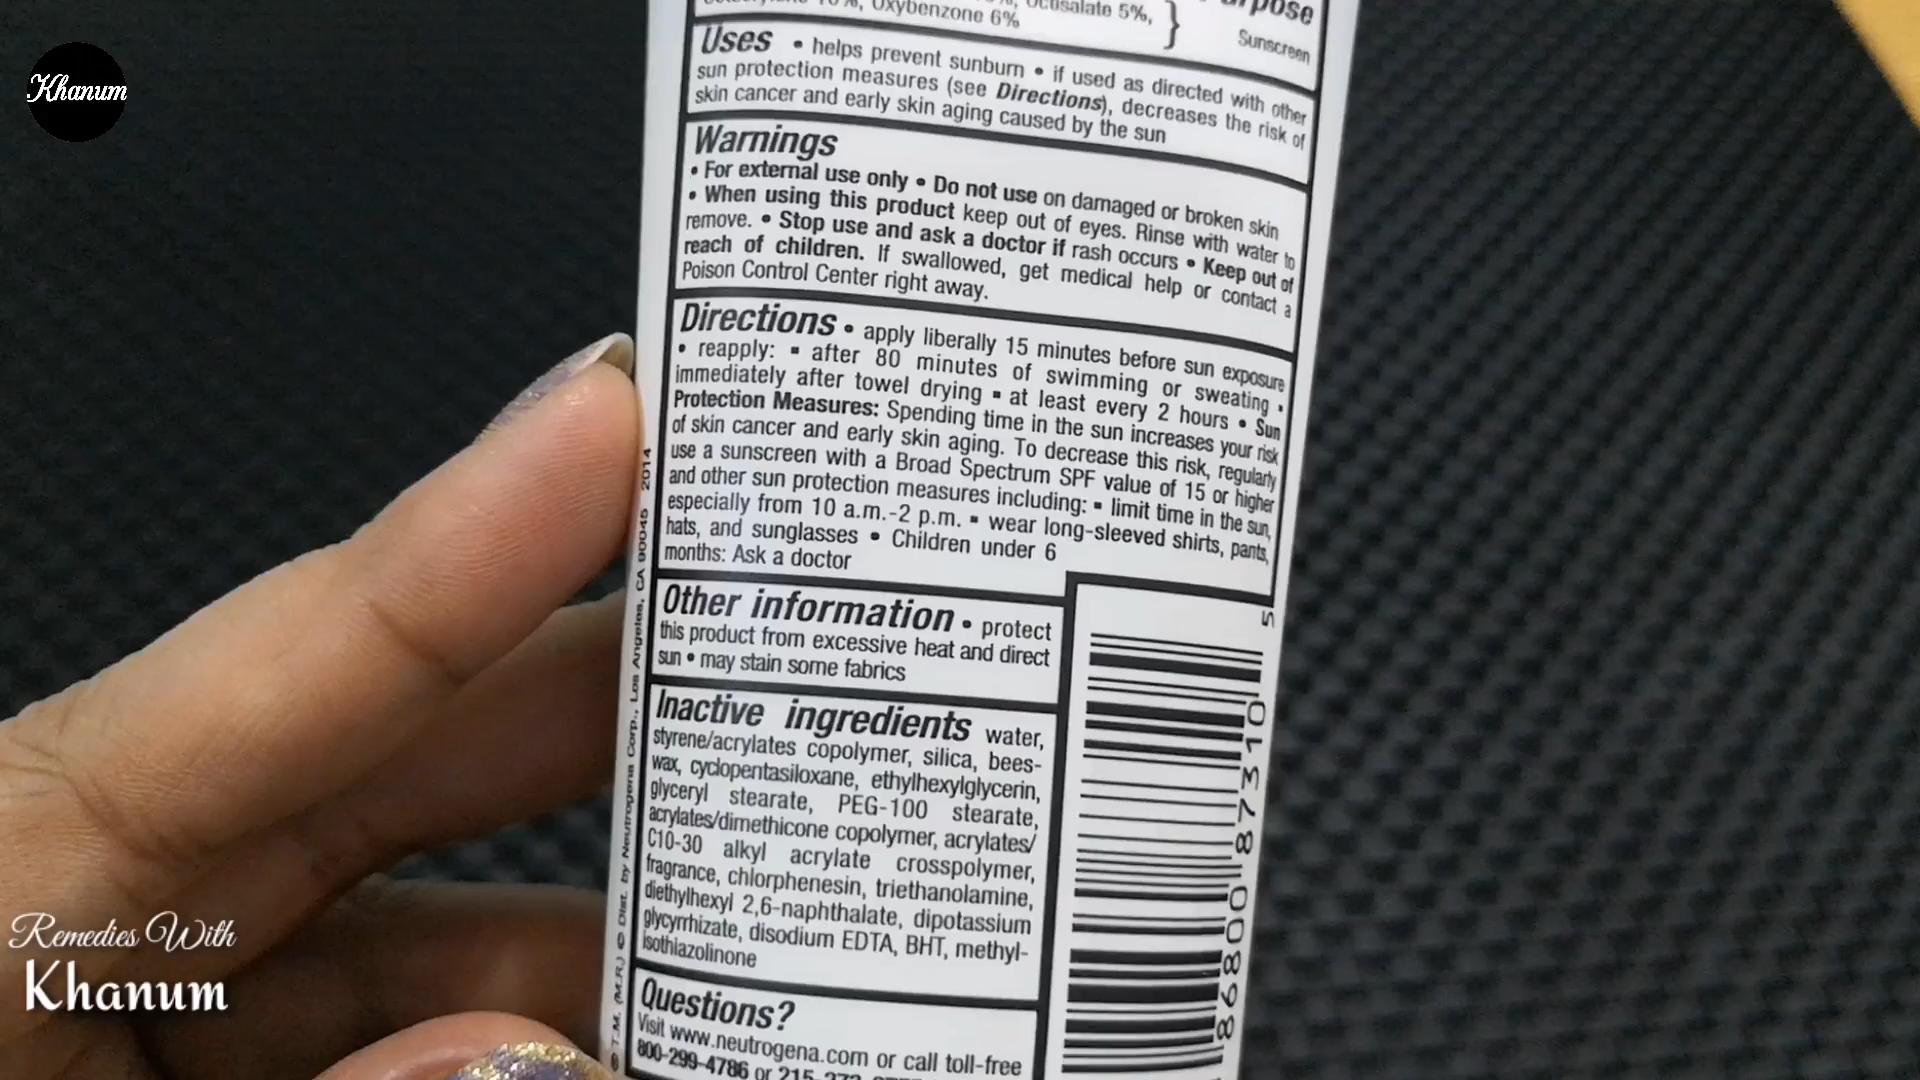 Khanum
Purpose
10%, Oxybenzone 6%
Octisalate 5%,
Sunscreen
Uses • helps prevent sunburn • if used as directed with other
sun protection measures (see Directions), decreases the risk of
skin cancer and early skin aging caused by the sun
Warnings
• For external use only • Do not use on damaged or broken skin
• When using this product keep out of eyes. Rinse with water to
remove. • Stop use and ask a doctor if rash occurs • Keep out of
reach of children. If swallowed, get medical help or contact a
Poison Control Center right away.
Directions • apply liberally 15 minutes before sun exposure
• reapply: ▪ after 80 minutes of swimming or sweating ▪
immediately after towel drying ▪ at least every 2 hours • Sun
Protection Measures: Spending time in the sun increases your risk
of skin cancer and early skin aging. To decrease this risk, regularly
use a sunscreen with a Broad Spectrum SPF value of 15 or higher
and other sun protection measures including: ▪ limit time in the sun,
especially from 10 a.m.-2 p.m. ▪ wear long-sleeved shirts, pants,
hats, and sunglasses • Children under 6
months: Ask a doctor
Other information • protect
this product from excessive heat and direct
sun • may stain some fabrics
Inactive ingredients water,
styrene/acrylates copolymer, silica, bees-
wax, cyclopentasiloxane, ethylhexylglycerin,
glyceryl stearate, PEG-100 stearate,
acrylates/dimethicone copolymer, acrylates/
C10-30 alkyl acrylate crosspolymer,
fragrance, chlorphenesin, triethanolamine,
diethylhexyl 2,6-naphthalate, dipotassium
glycyrrhizate, disodium EDTA, BHT, methyl-
isothiazolinone
Questions?
Visit www.neutrogena.com or call toll-free
800-299-4786 or 215-273-
® T.M. (M.R.) © Dist. by Neutrogena Corp., Los Angeles, CA 90045 2014
86800 87310 5
Remedies With
Khanum